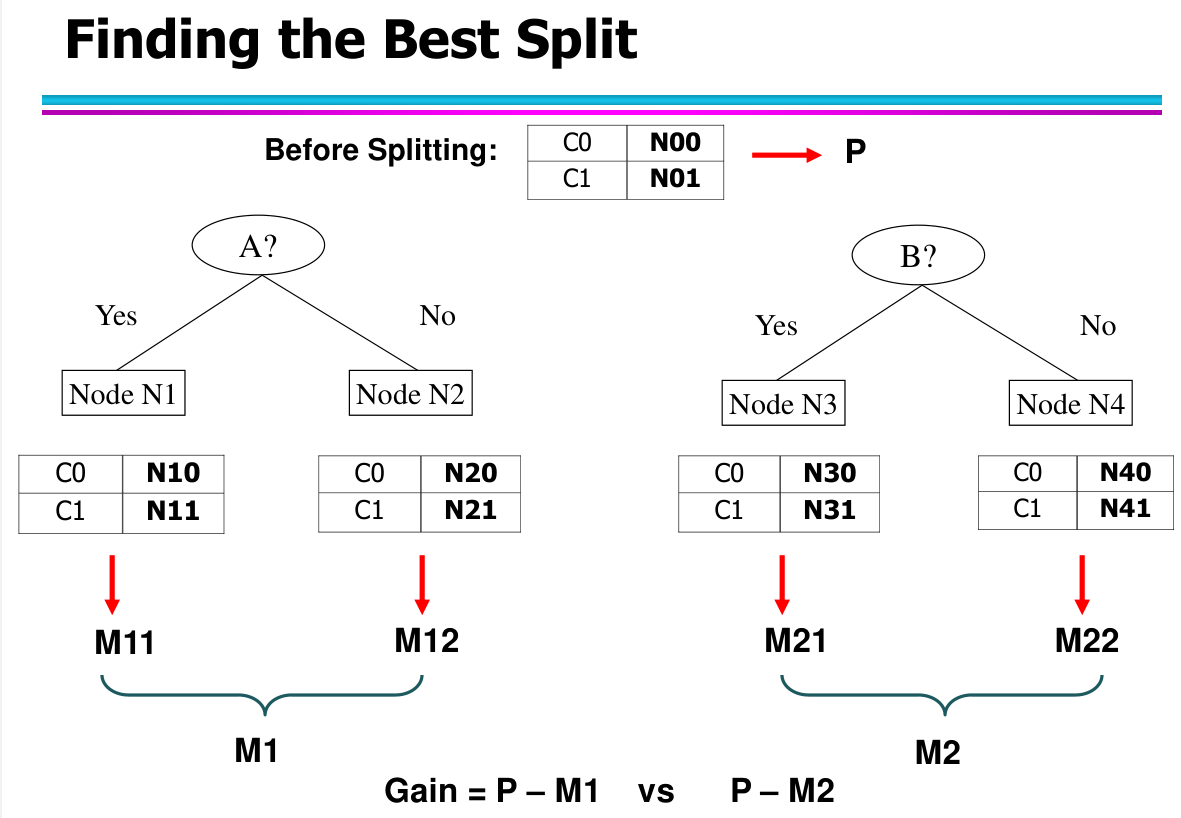 Finding the Best Split
Before Splitting:
C0 N00
C1 N01
P
A?
Yes No
Node N1 Node N2
C0 N10
C1 N11
C0 N20
C1 N21
M11 M12
M1
B?
Yes No
Node N3 Node N4
C0 N30
C1 N31
C0 N40
C1 N41
M21 M22
M2
Gain = P – M1 vs P – M2